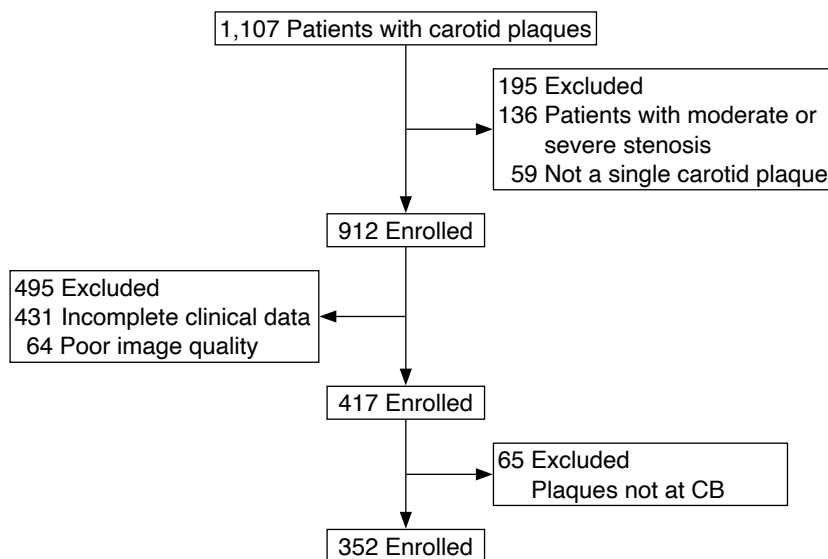 1,107 Patients with carotid plaques
195 Excluded
136 Patients with moderate or
severe stenosis
59 Not a single carotid plaque
912 Enrolled
495 Excluded
431 Incomplete clinical data
64 Poor image quality
417 Enrolled
65 Excluded
Plaques not at CB
352 Enrolled